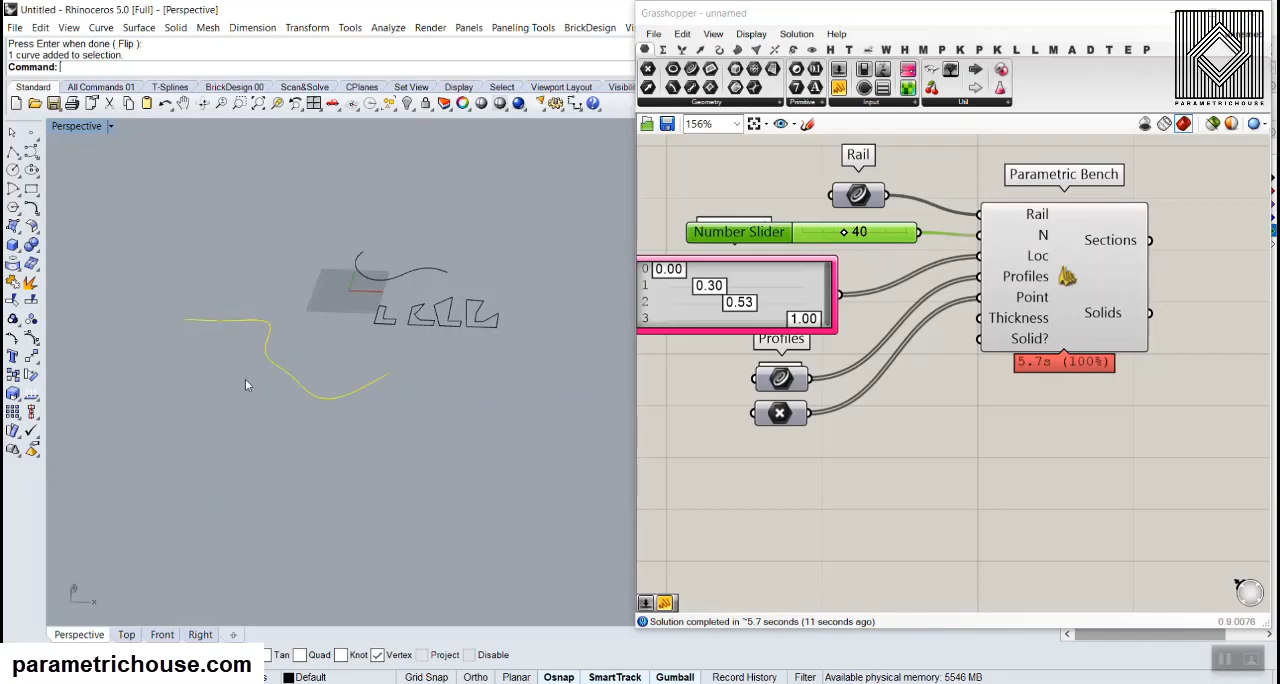 Untitled - Rhinoceros 5.0 [Full] - [Perspective]
File Edit View Curve Surface Solid Mesh Dimension Transform Tools Analyze Render Panels Paneling Tools BrickDesign
Press Enter when done ( Flip ):
1 curve added to selection.
Command:
Standard All Commands 01 T-Splines BrickDesign 00 Scan&Solve CPlanes Set View Display Select Viewport Layout
Perspective
x
Perspective Top Front Right
Tan Quad Knot Vertex Project Disable
Default Grid Snap Ortho Planar Osnap SmartTrack Gumball Record History Filter Available physical memory: 5546 MB
parametrichouse.com
Grasshopper - unnamed
File Edit View Display Solution Help
H T W H M P K P K L L M A D T E P
Geometry Primitive Input Util
156%
PARAMETRICHOUSE
Rail
Parametric Bench
Number Slider 40
0 0.00
1 0.30
2 0.53
3 1.00
Profiles
Rail
N
Loc
Profiles
Point
Thickness
Solid?
Sections
Solids
5.7s (100%)
Solution completed in ~5.7 seconds (11 seconds ago)
0.9.0076